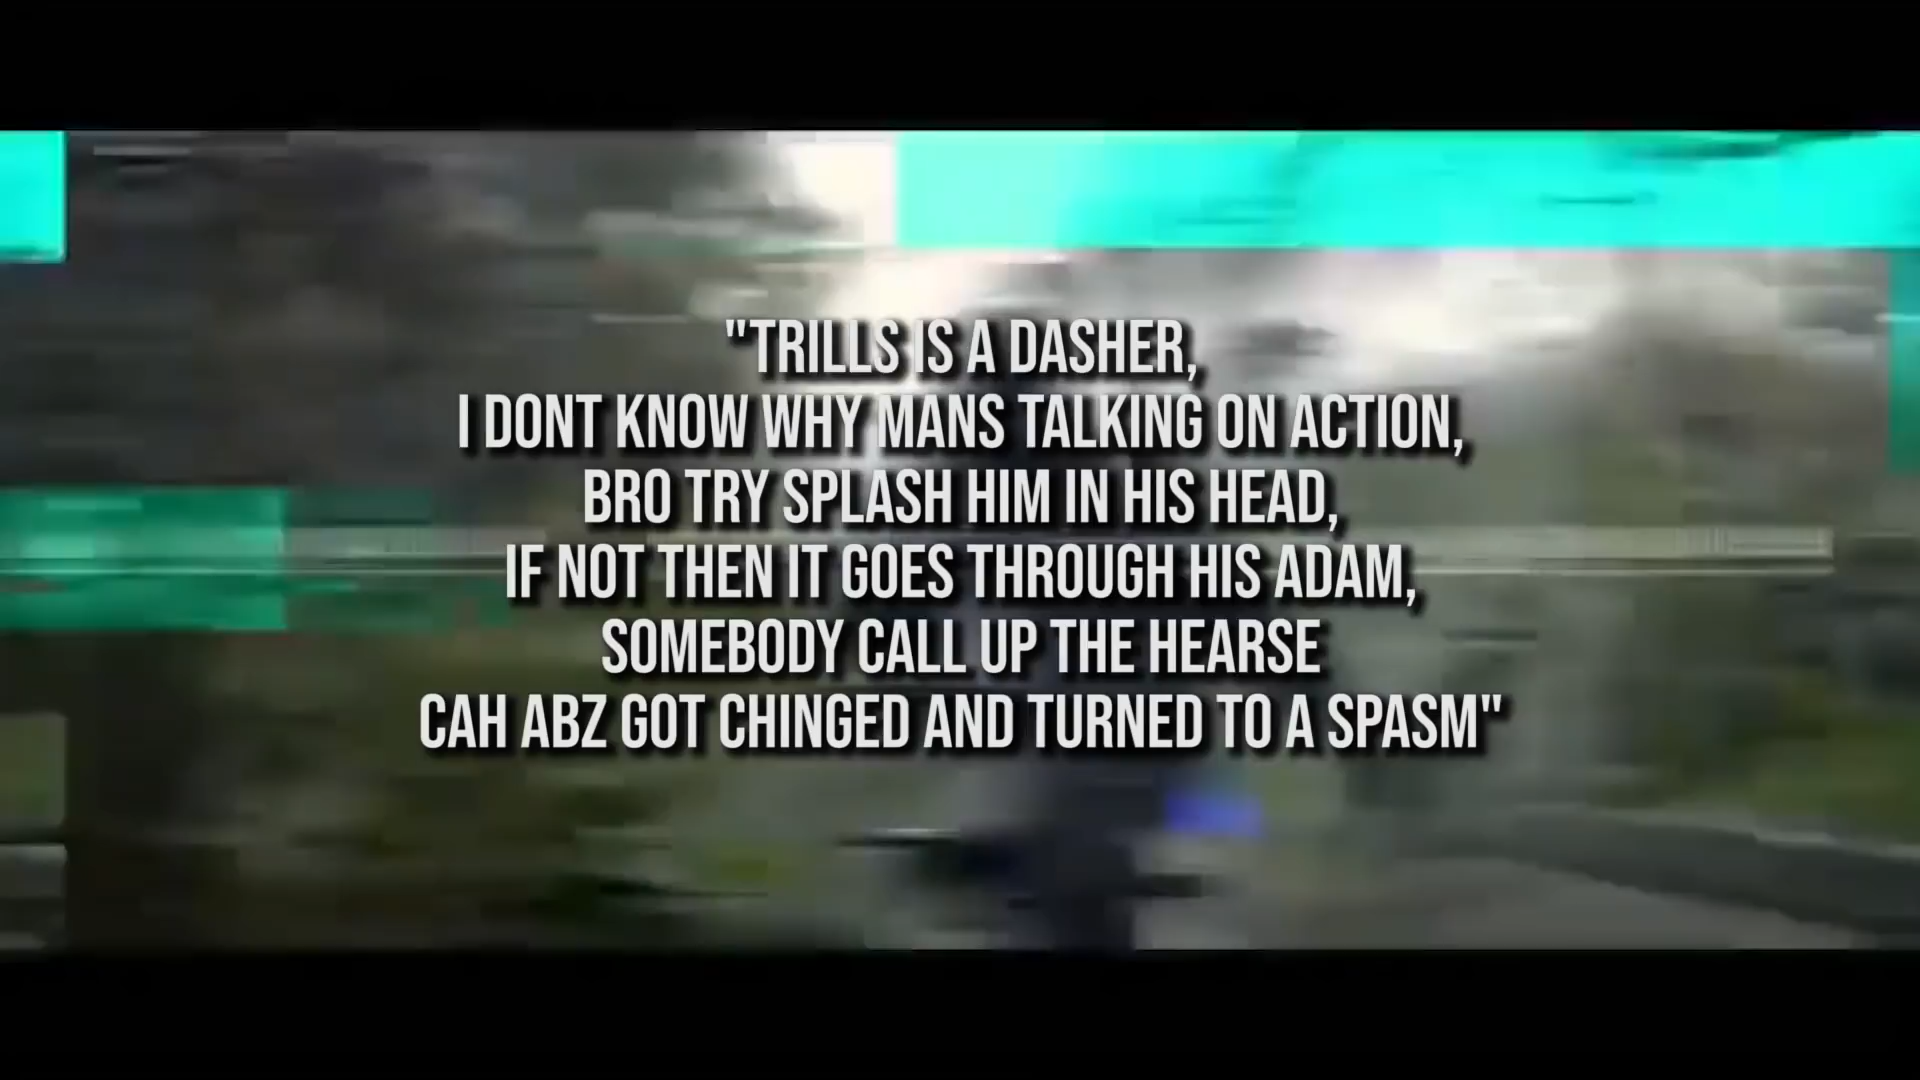 "TRILLS IS A DASHER,
I DONT KNOW WHY MANS TALKING ON ACTION,
BRO TRY SPLASH HIM IN HIS HEAD,
IF NOT THEN IT GOES THROUGH HIS ADAM,
SOMEBODY CALL UP THE HEARSE
CAH ABZ GOT CHINGED AND TURNED TO A SPASM"